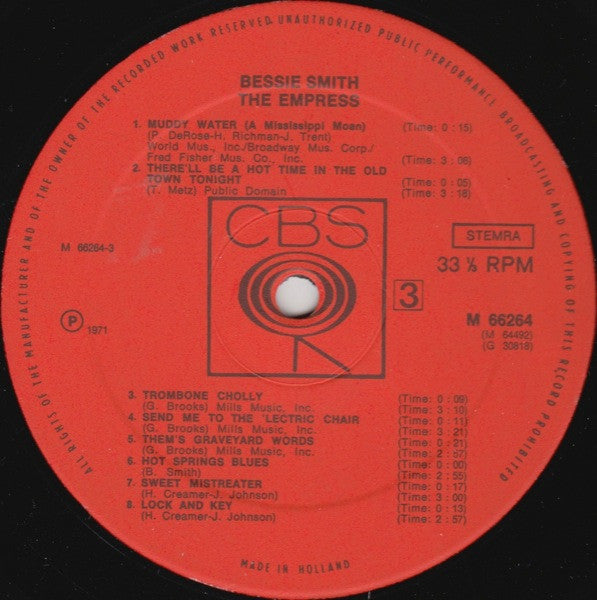 ALL RIGHTS OF THE MANUFACTURER AND OF THE OWNER OF THE RECORDED WORK RESERVED. UNAUTHORIZED PUBLIC PERFORMANCE BROADCASTING AND COPYING OF THIS RECORD PROHIBITED
BESSIE SMITH
THE EMPRESS
1. MUDDY WATER (A Mississippi Moan) (Time: 0 : 15)
(P. DeRose-H. Richman-J. Trent)
World Mus., Inc/Broadway Mus. Corp./
Fred Fisher Mus. Co., Inc. (Time: 3 : 06)
2. THERE'LL BE A HOT TIME IN THE OLD
TOWN TONIGHT (Time: 0 : 05)
(T. Metz) Public Domain (Time: 3 : 18)
CBS
STEMRA
M 66264-3
33 ⅓ RPM
3
P 1971
M 66264
(M 64492)
(G 30818)
3. TROMBONE CHOLLY (Time: 0 : 09)
(G. Brooks) Mills Music, Inc. (Time: 3 : 10)
4. SEND ME TO THE 'LECTRIC CHAIR (Time: 0 : 11)
(G. Brooks) Mills Music, Inc. (Time: 3 : 21)
5. THEM'S GRAVEYARD WORDS (Time: 0 : 21)
(G. Brooks) Mills Music, Inc. (Time: 2 : 57)
6. HOT SPRINGS BLUES (Time: 0 : 00)
(B. Smith) (Time: 2 : 55)
7. SWEET MISTREATER (Time: 0 : 17)
(H. Creamer-J. Johnson) (Time: 3 : 00)
8. LOCK AND KEY (Time: 0 : 13)
(H. Creamer-J. Johnson) (Time: 2 : 57)
MADE IN HOLLAND